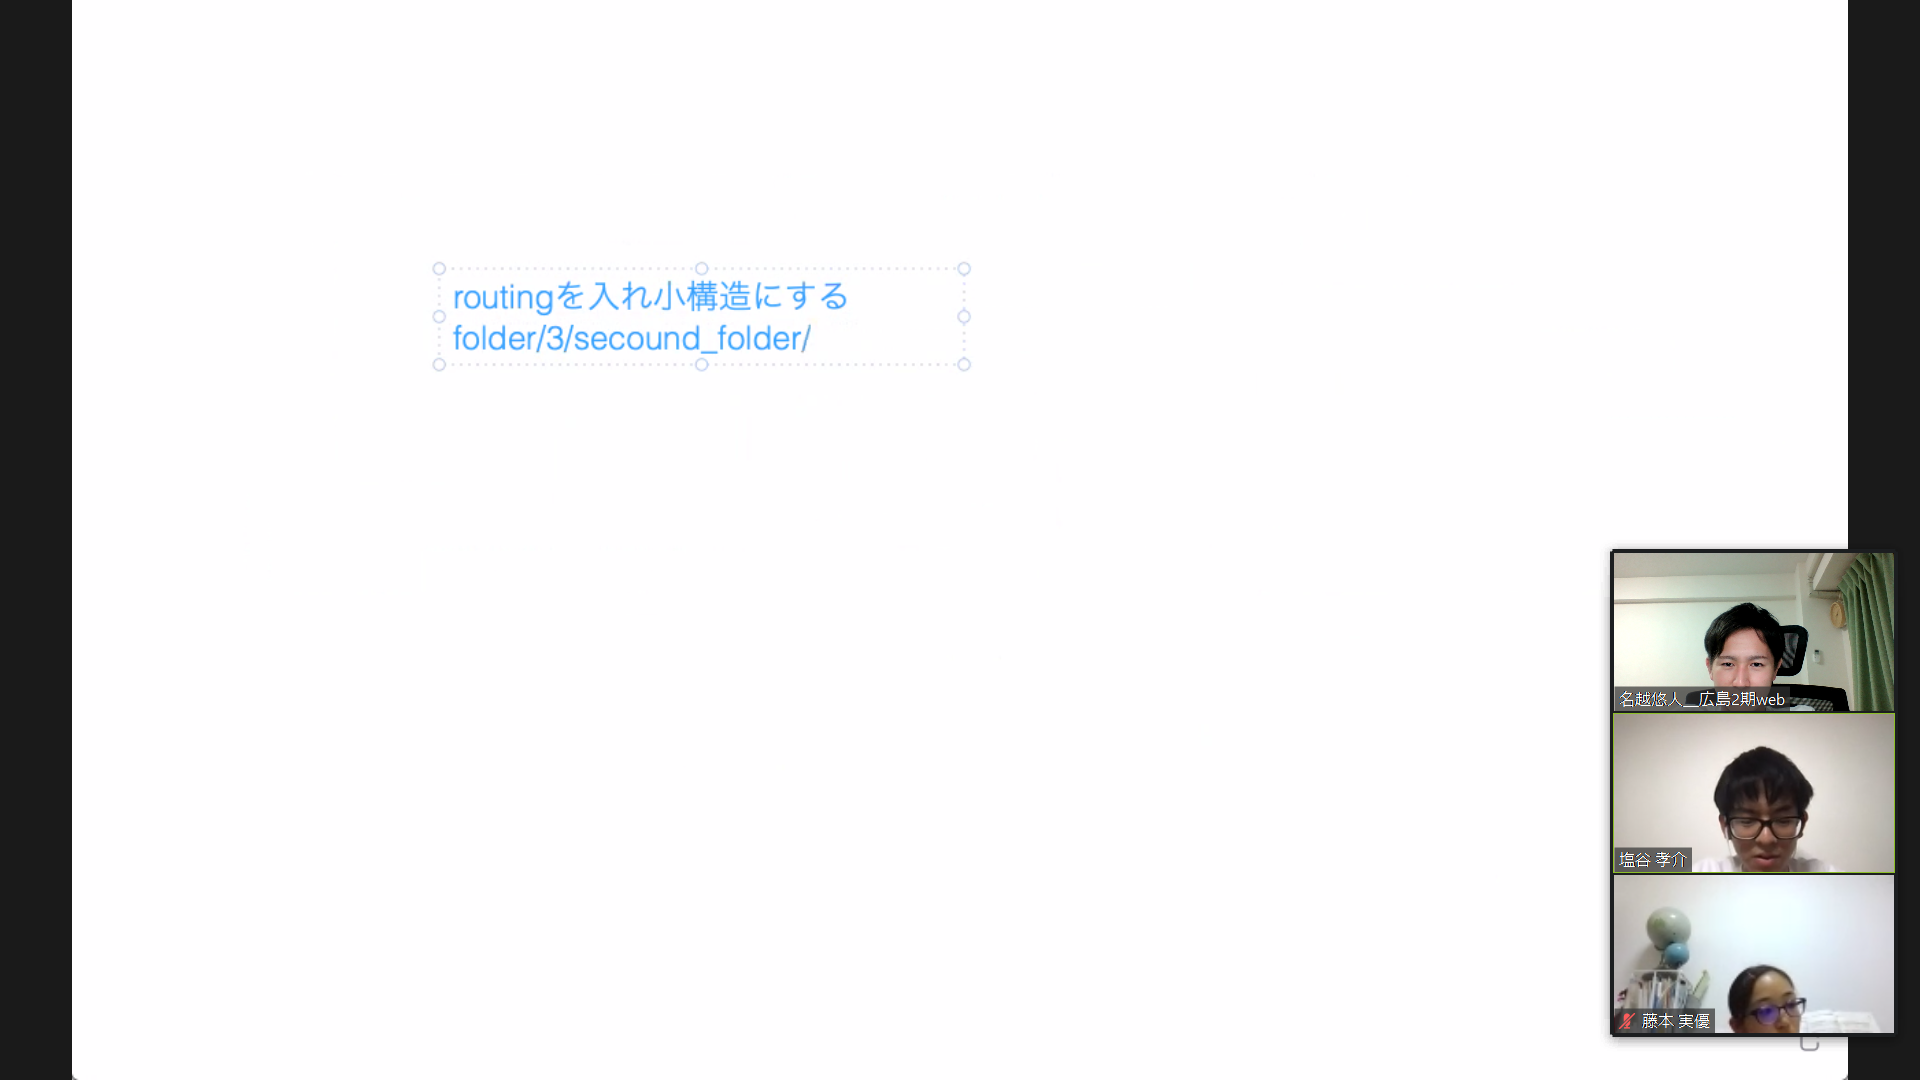 routingを入れ小構造にする
folder/3/secound_folder/
名越悠人__広島2期web
塩谷 孝介
藤本 実優